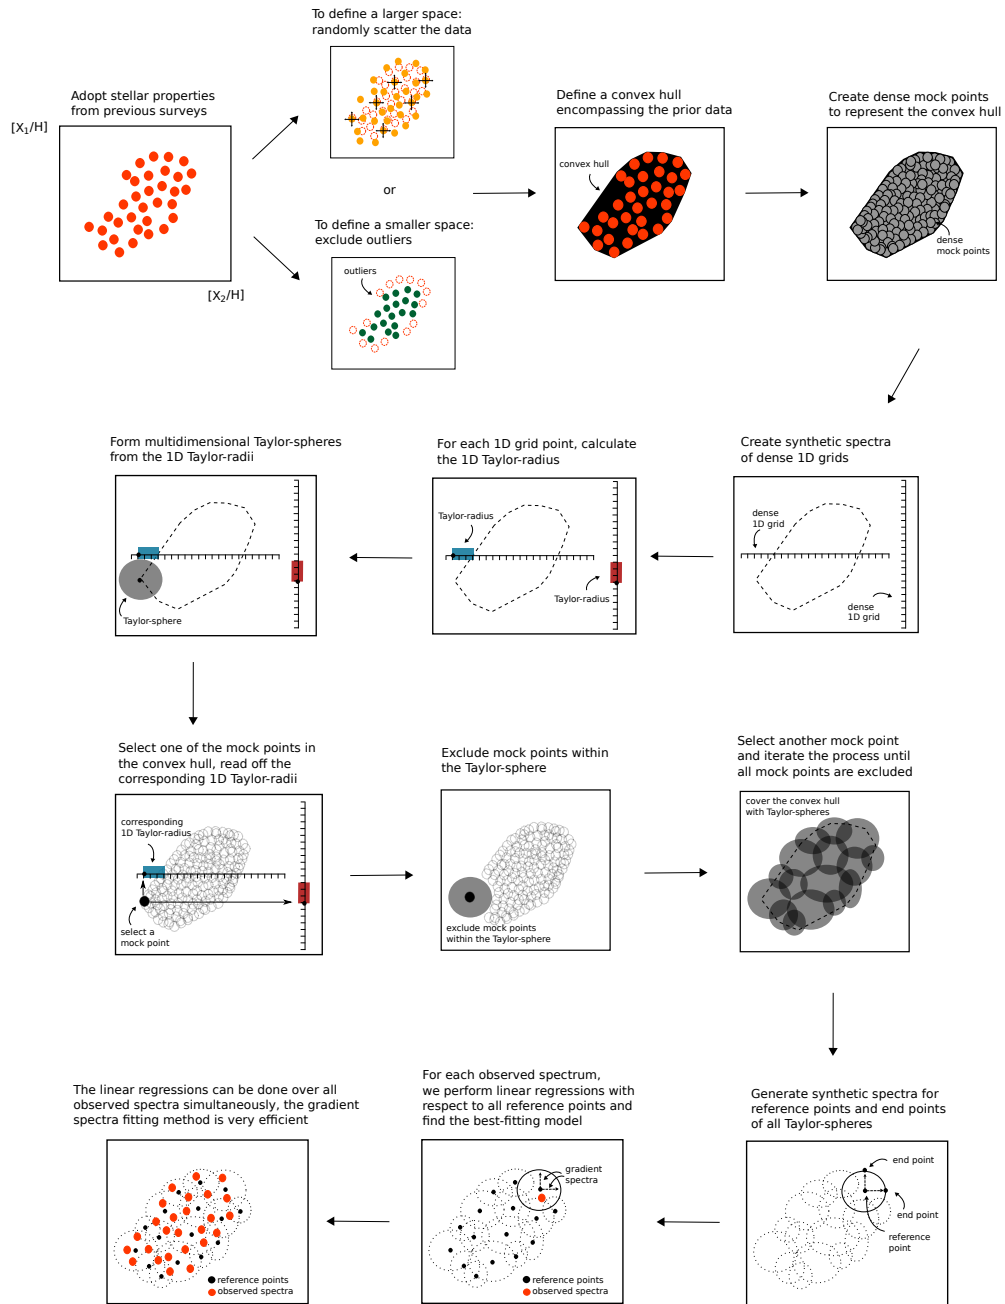 To define a larger space:
randomly scatter the data
Adopt stellar properties
from previous surveys
[X1/H]
[X2/H]
or
To define a smaller space:
exclude outliers
outliers
Define a convex hull
encompassing the prior data
convex hull
Create dense mock points
to represent the convex hull
dense
mock points
Create synthetic spectra
of dense 1D grids
dense
1D grid
dense
1D grid
For each 1D grid point, calculate
the 1D Taylor-radius
Taylor-radius
Taylor-radius
Form multidimensional Taylor-spheres
from the 1D Taylor-radii
Taylor-sphere
Select one of the mock points in
the convex hull, read off the
corresponding 1D Taylor-radii
corresponding
1D Taylor-radius
select a
mock point
Exclude mock points within
the Taylor-sphere
exclude mock points
within the Taylor-sphere
Select another mock point
and iterate the process until
all mock points are excluded
cover the convex hull
with Taylor-spheres
Generate synthetic spectra for
reference points and end points
of all Taylor-spheres
end point
end point
reference
point
For each observed spectrum,
we perform linear regressions with
respect to all reference points and
find the best-fitting model
gradient
spectra
reference points
observed spectra
The linear regressions can be done over all
observed spectra simultaneously, the gradient
spectra fitting method is very efficient
reference points
observed spectra